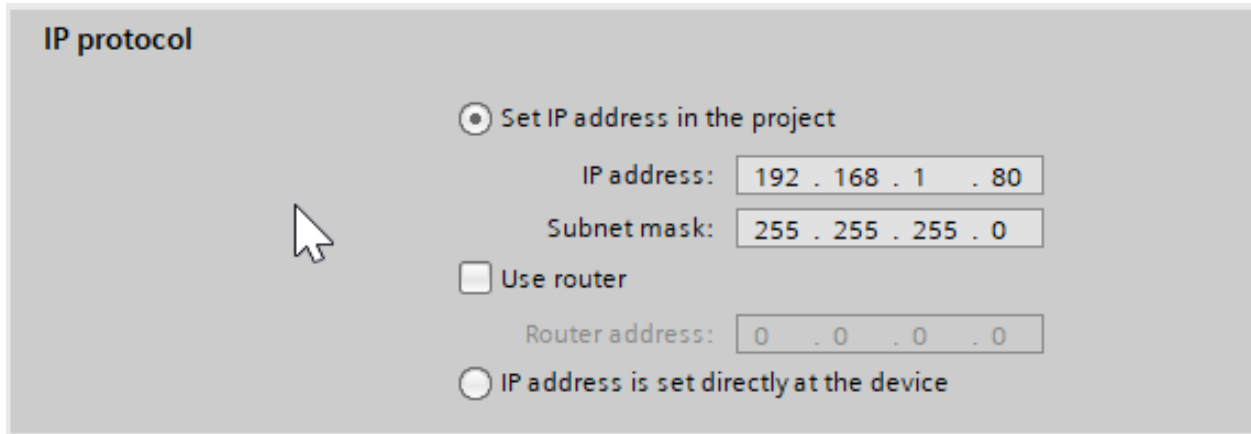 IP protocol
Set IP address in the project
IP address: 192 . 168 . 1 . 80
Subnet mask: 255 . 255 . 255 . 0
Use router
Router address: 0 . 0 . 0 . 0
IP address is set directly at the device